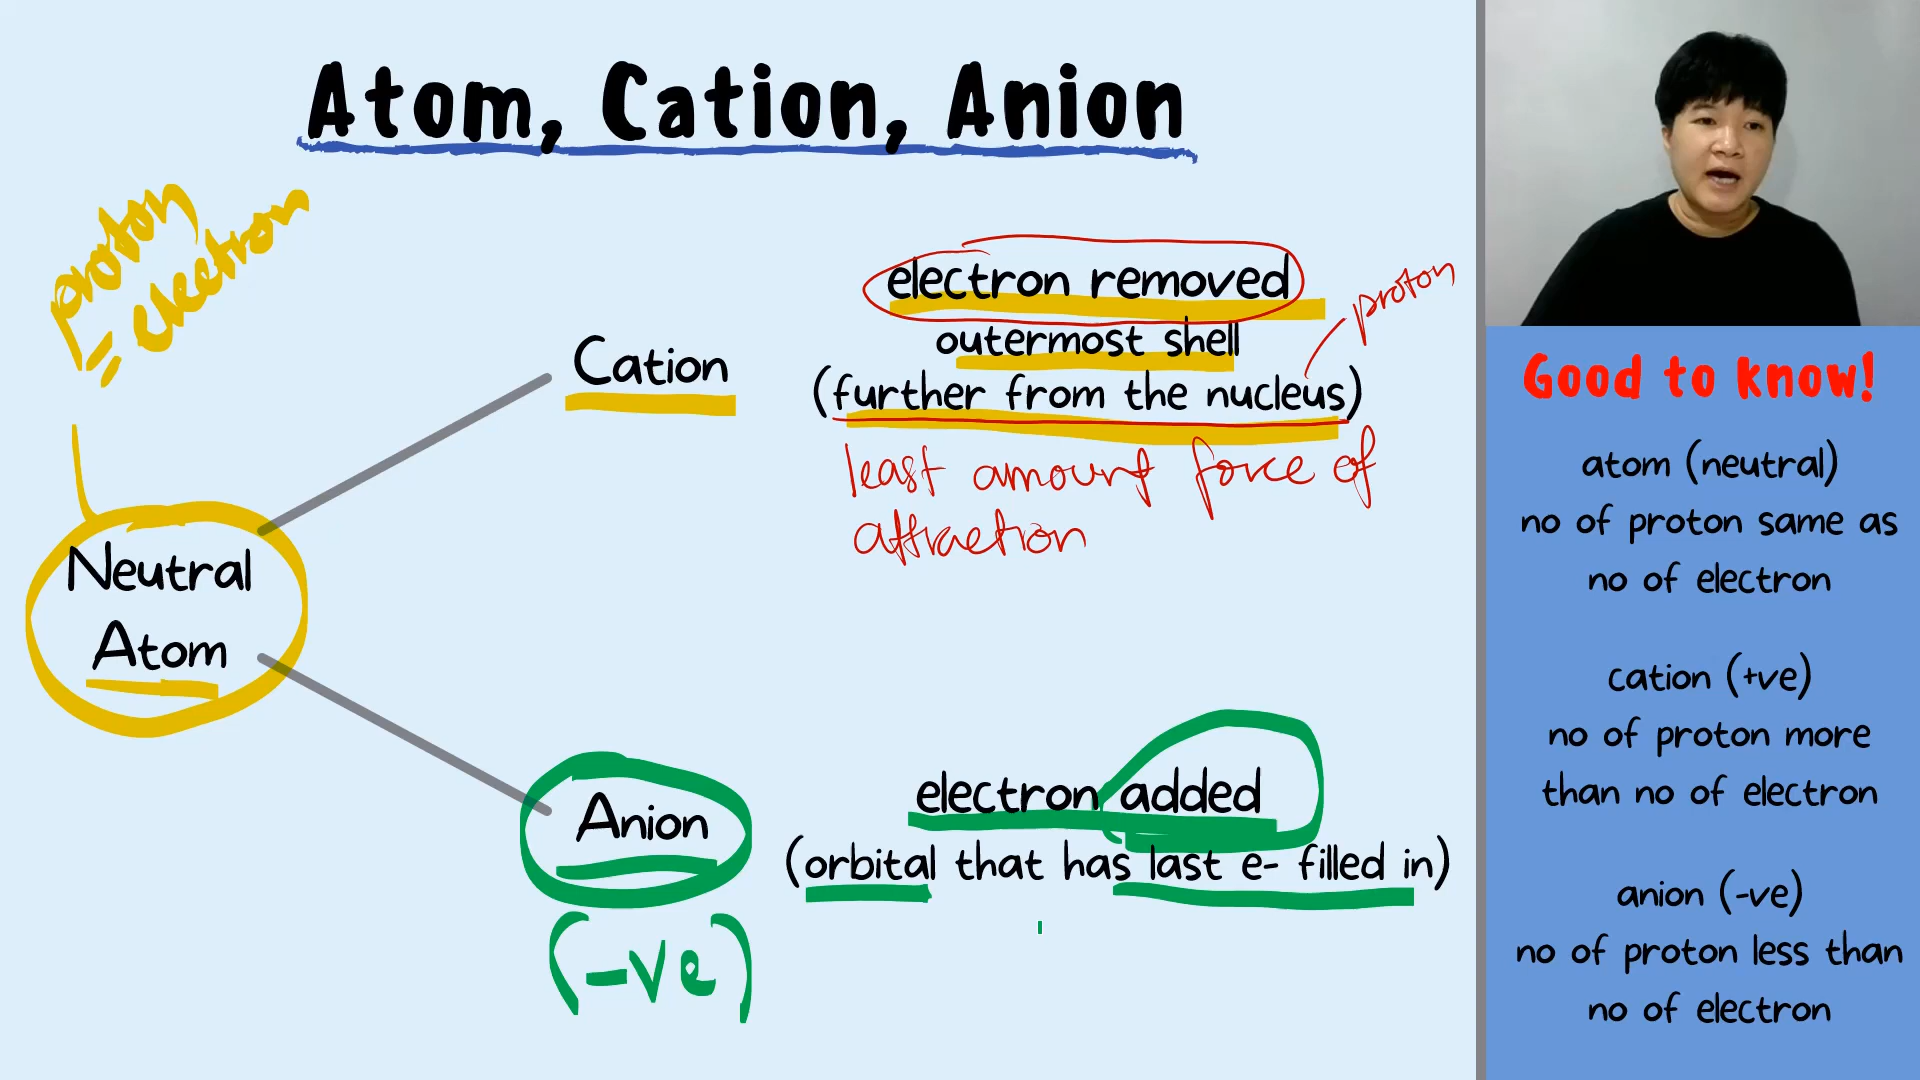 Atom, Cation, Anion
proton
= electron
Neutral
Atom
Cation
electron removed
outermost shell
(further from the nucleus)
proton
least amount force of
attraction
Anion
(-ve)
electron added
(orbital that has last e- filled in)
Good to know!
atom (neutral)
no of proton same as
no of electron
cation (+ve)
no of proton more
than no of electron
anion (-ve)
no of proton less than
no of electron